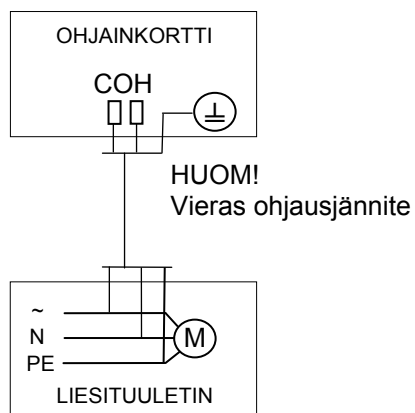 OHJAINKORTTI
COH
HUOM!
Vieras ohjausjännite
~
N
M
PE
LIESITUULETIN